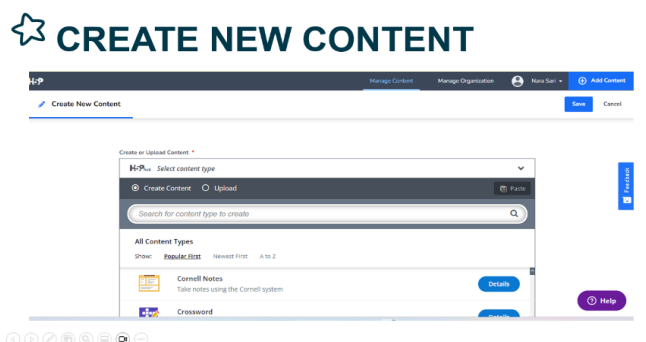 CREATE NEW CONTENT
H5P
Manage Content
Manage Organization
Nara Sari
Add Content
Create New Content
Save
Cancel
Create or Upload Content *
H5P Hub Select content type
Create Content
Upload
Paste
Search for content type to create
All Content Types
Show: Popular First Newest First A to Z
Cornell Notes
Take notes using the Cornell system
Details
Crossword
Details
Feedback
Help